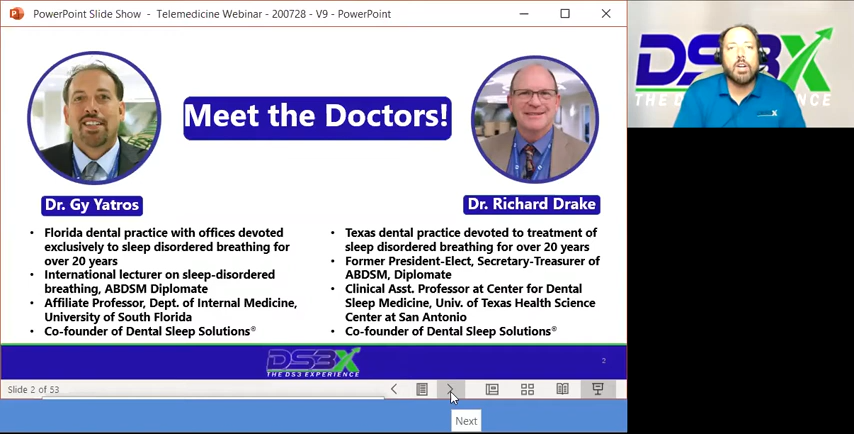 PowerPoint Slide Show - Telemedicine Webinar - 200728 - V9 - PowerPoint
Meet the Doctors!
Dr. Gy Yatros
• Florida dental practice with offices devoted
exclusively to sleep disordered breathing for
over 20 years
• International lecturer on sleep-disordered
breathing, ABDSM Diplomate
• Affiliate Professor, Dept. of Internal Medicine,
University of South Florida
• Co-founder of Dental Sleep Solutions®
Dr. Richard Drake
• Texas dental practice devoted to treatment of
sleep disordered breathing for over 20 years
• Former President-Elect, Secretary-Treasurer of
ABDSM, Diplomate
• Clinical Asst. Professor at Center for Dental
Sleep Medicine, Univ. of Texas Health Science
Center at San Antonio
• Co-founder of Dental Sleep Solutions®
DS3X
THE DS3 EXPERIENCE
2
Slide 2 of 53
Next
DS3X
THE DS3 EXPERIENCE